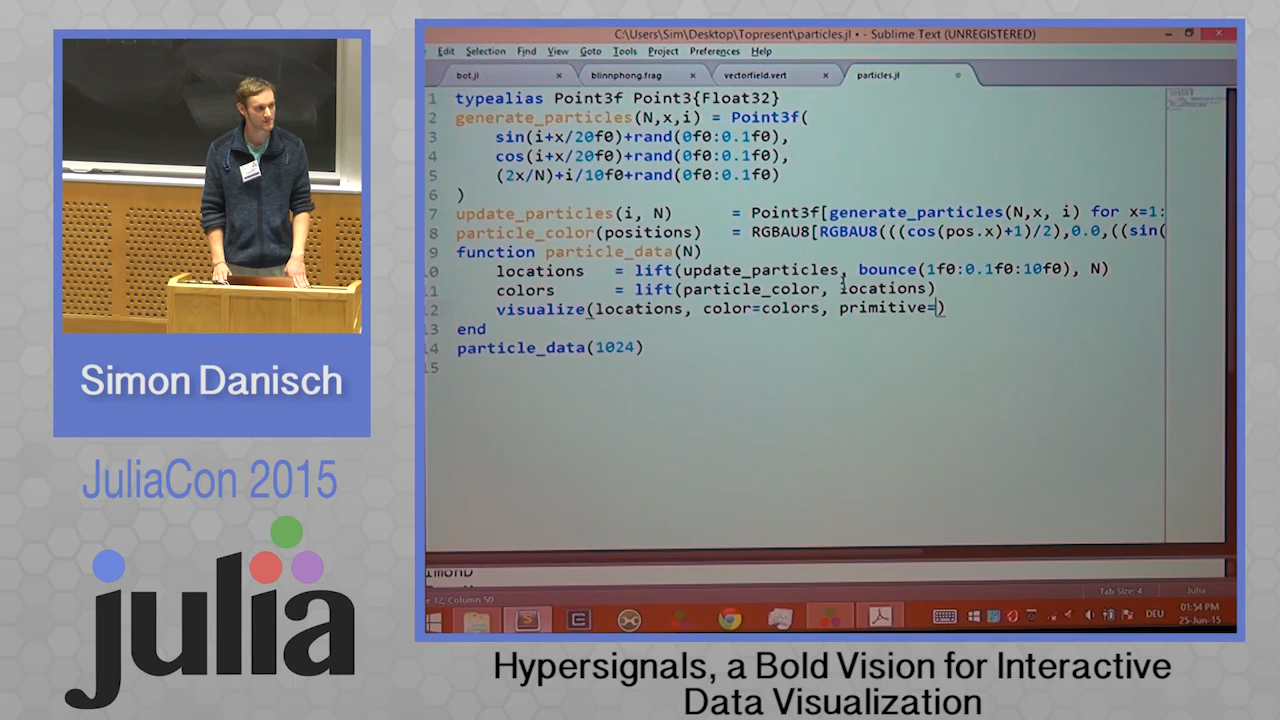 C:\Users\Sim\Desktop\Topresent\particles.jl • - Sublime Text (UNREGISTERED)
Edit Selection Find View Goto Tools Project Preferences Help
bot.jl × blinnphong.frag × vectorfield.vert × particles.jl
1 typealias Point3f Point3{Float32}
2 generate_particles(N,x,i) = Point3f(
3 sin(i+x/20f0)+rand(0f0:0.1f0),
4 cos(i+x/20f0)+rand(0f0:0.1f0),
5 (2x/N)+i/10f0+rand(0f0:0.1f0)
6 )
7 update_particles(i, N) = Point3f[generate_particles(N,x, i) for x=1:
8 particle_color(positions) = RGBAU8[RGBAU8(((cos(pos.x)+1)/2),0.0,((sin(
9 function particle_data(N)
10 locations = lift(update_particles, bounce(1f0:0.1f0:10f0), N)
11 colors = lift(particle_color, locations)
12 visualize(locations, color=colors, primitive=)
13 end
14 particle_data(1024)
15
12, Column 50
Tab Size: 4 Julia
DEU
01:54 PM
25-Jun-15
Simon Danisch
JuliaCon 2015
julia
Hypersignals, a Bold Vision for Interactive
Data Visualization